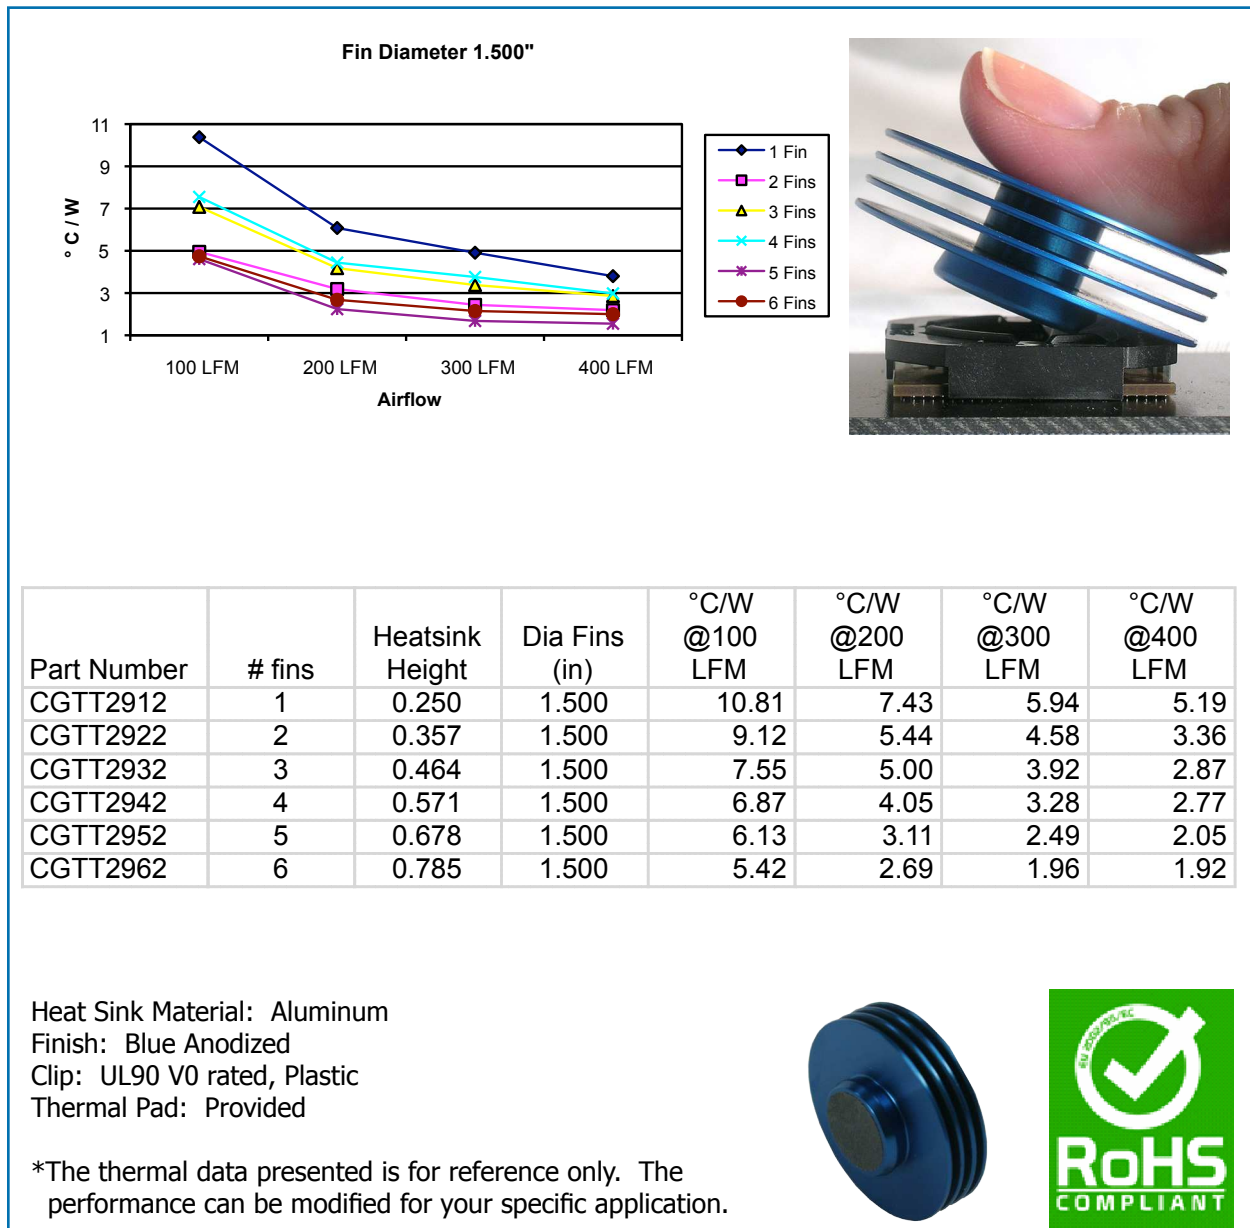 Fin Diameter 1.500"
11
9
7
5
3
1
° C / W
100 LFM 200 LFM 300 LFM 400 LFM
Airflow
1 Fin
2 Fins
3 Fins
4 Fins
5 Fins
6 Fins
Part Number # fins Heatsink Height Dia Fins (in) °C/W @100 LFM °C/W @200 LFM °C/W @300 LFM °C/W @400 LFM
CGTT2912 1 0.250 1.500 10.81 7.43 5.94 5.19
CGTT2922 2 0.357 1.500 9.12 5.44 4.58 3.36
CGTT2932 3 0.464 1.500 7.55 5.00 3.92 2.87
CGTT2942 4 0.571 1.500 6.87 4.05 3.28 2.77
CGTT2952 5 0.678 1.500 6.13 3.11 2.49 2.05
CGTT2962 6 0.785 1.500 5.42 2.69 1.96 1.92
Heat Sink Material: Aluminum
Finish: Blue Anodized
Clip: UL90 V0 rated, Plastic
Thermal Pad: Provided
*The thermal data presented is for reference only. The
performance can be modified for your specific application.
EU 2002/95/EC
RoHS
COMPLIANT